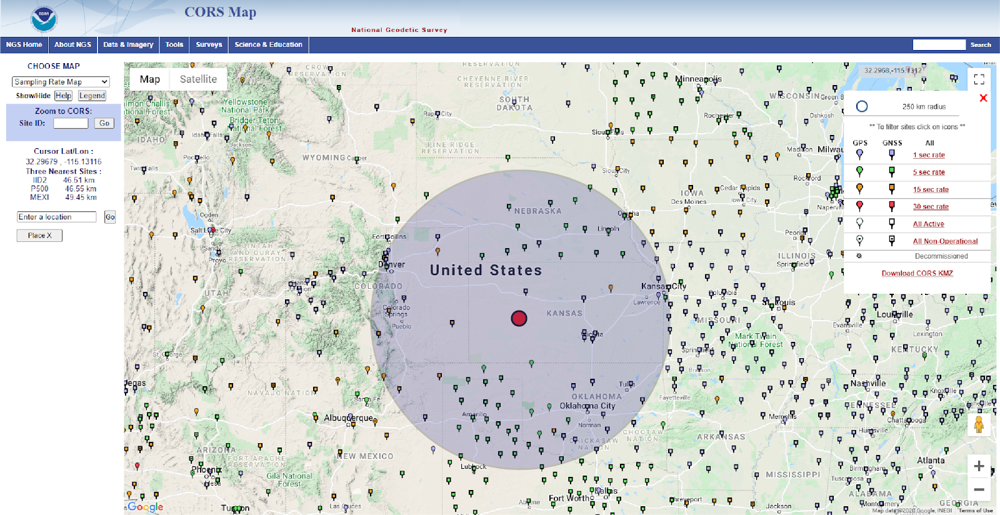 NOAA
CORS Map
National Geodetic Survey
NGS Home
About NGS
Data & Imagery
Tools
Surveys
Science & Education
Search
CHOOSE MAP
Sampling Rate Map
Show/Hide Help Legend
Zoom to CORS:
Site ID: Go
Cursor Lat/Lon :
32.29679 , -115.13116
Three Nearest Sites :
IID2 46.51 km
P500 46.55 km
MEXI 49.45 km
Enter a location Go
Place X
Map Satellite
32.2968,-115.1312
250 km radius
** To filter sites click on icons **
GPS GNSS All
1 sec rate
5 sec rate
15 sec rate
30 sec rate
All Active
All Non-Operational
Decommissioned
Download CORS KMZ
RESERVATION
CROW
RESERVATION
CHEYENNE RIVER
RESERVATION
Minneapolis
SOUTH
DAKOTA
WISCONSIN
Green B
Yellowstone
National Park
Bridger-Teton
National Forest
lmon Challis
ational Forest
Rapid City
Rochester
Oshkosh
IDAHO
Idaho Falls
Sioux Falls
PINE RIDGE
RESERVATION
Madison
Milwau
Pocatello
WYOMING
Casper
Twin Falls
Sioux City
Rockford
IOWA
Cedar Rapids
Iowa City
Des Moines
Naperville
Ogden
NEBRASKA
Omaha
Salt Lake City
Fort Collins
Lincoln
Peoria
Sandy
Provo
UINTAH
AND OURAY
RESERVATION
ILLINOIS
Springfield
Denver
United States
COLORADO
Kansas City
Columbia
Grand
Junction
UTAH
Lawrence
St. Louis
Colorado
Springs
KANSAS
Louisville
Pueblo
MISSOURI
Evansville
Lexington
Wichita
Mark Twain
National Forest
Springfield
KENTUCKY
St. George
Branson
egas
Tulsa
Nashville
NAVAJO NATION
Santa Fe
OKLAHOMA
Fayetteville
Knoxville
Oklahoma City
TENNESSEE
Asheville
Albuquerque
Amarillo
Memphis
Chattanooga
Norman
CHOCTAW
NATION
ARKANSAS
Huntsville
CHICKASAW
NATION
ARIZONA
FORT APACHE
RESERVATION
NEW MEXICO
Atlanta
Phoenix
Mesa
Lubbock
Birmingham
Gila National
Forest
MISSISSIPPI
Tuscaloosa
Abilene
Fort Worth
Dallas
ALABAMA
Tucson
Las Cruces
Shreveport
Jackson
Montgomery
GEORGIA
Google
Map data ©2020 Google, INEGI Terms of Use